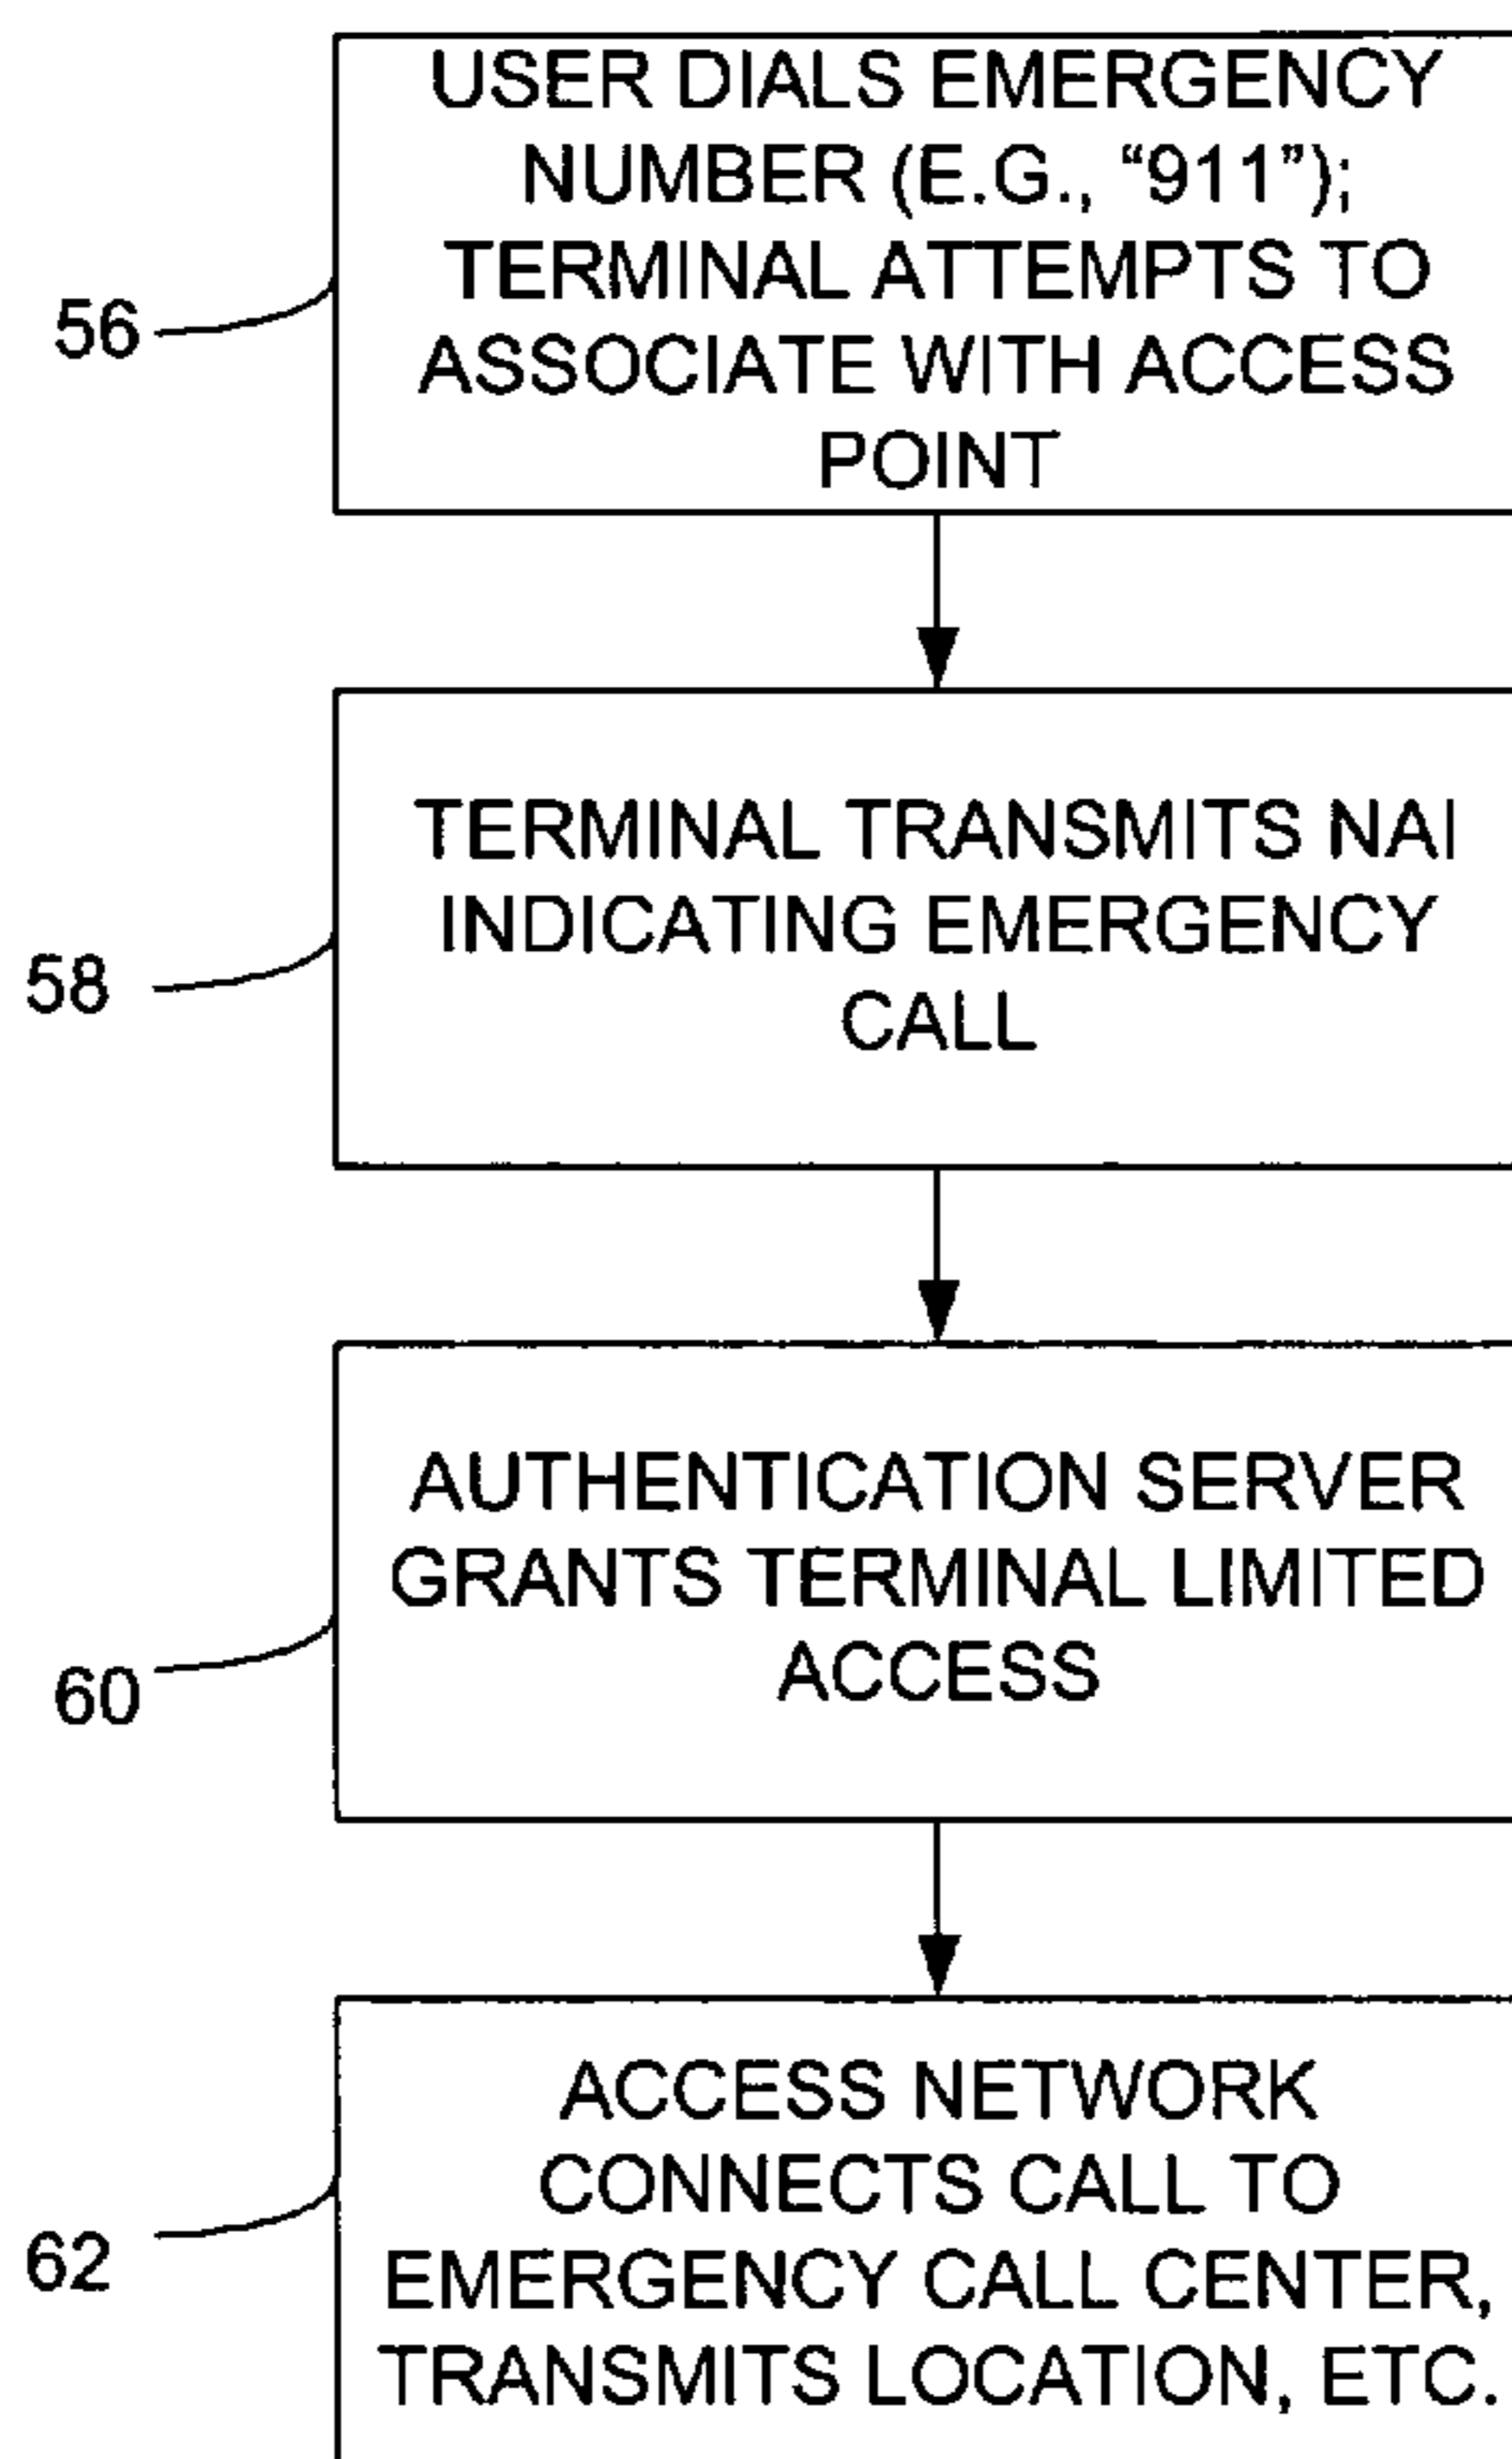 USER DIALS EMERGENCY
NUMBER (E.G., “911”);
TERMINAL ATTEMPTS TO
ASSOCIATE WITH ACCESS
POINT
56
TERMINAL TRANSMITS NAI
INDICATING EMERGENCY
CALL
58
AUTHENTICATION SERVER
GRANTS TERMINAL LIMITED
ACCESS
60
ACCESS NETWORK
CONNECTS CALL TO
EMERGENCY CALL CENTER,
TRANSMITS LOCATION, ETC.
62